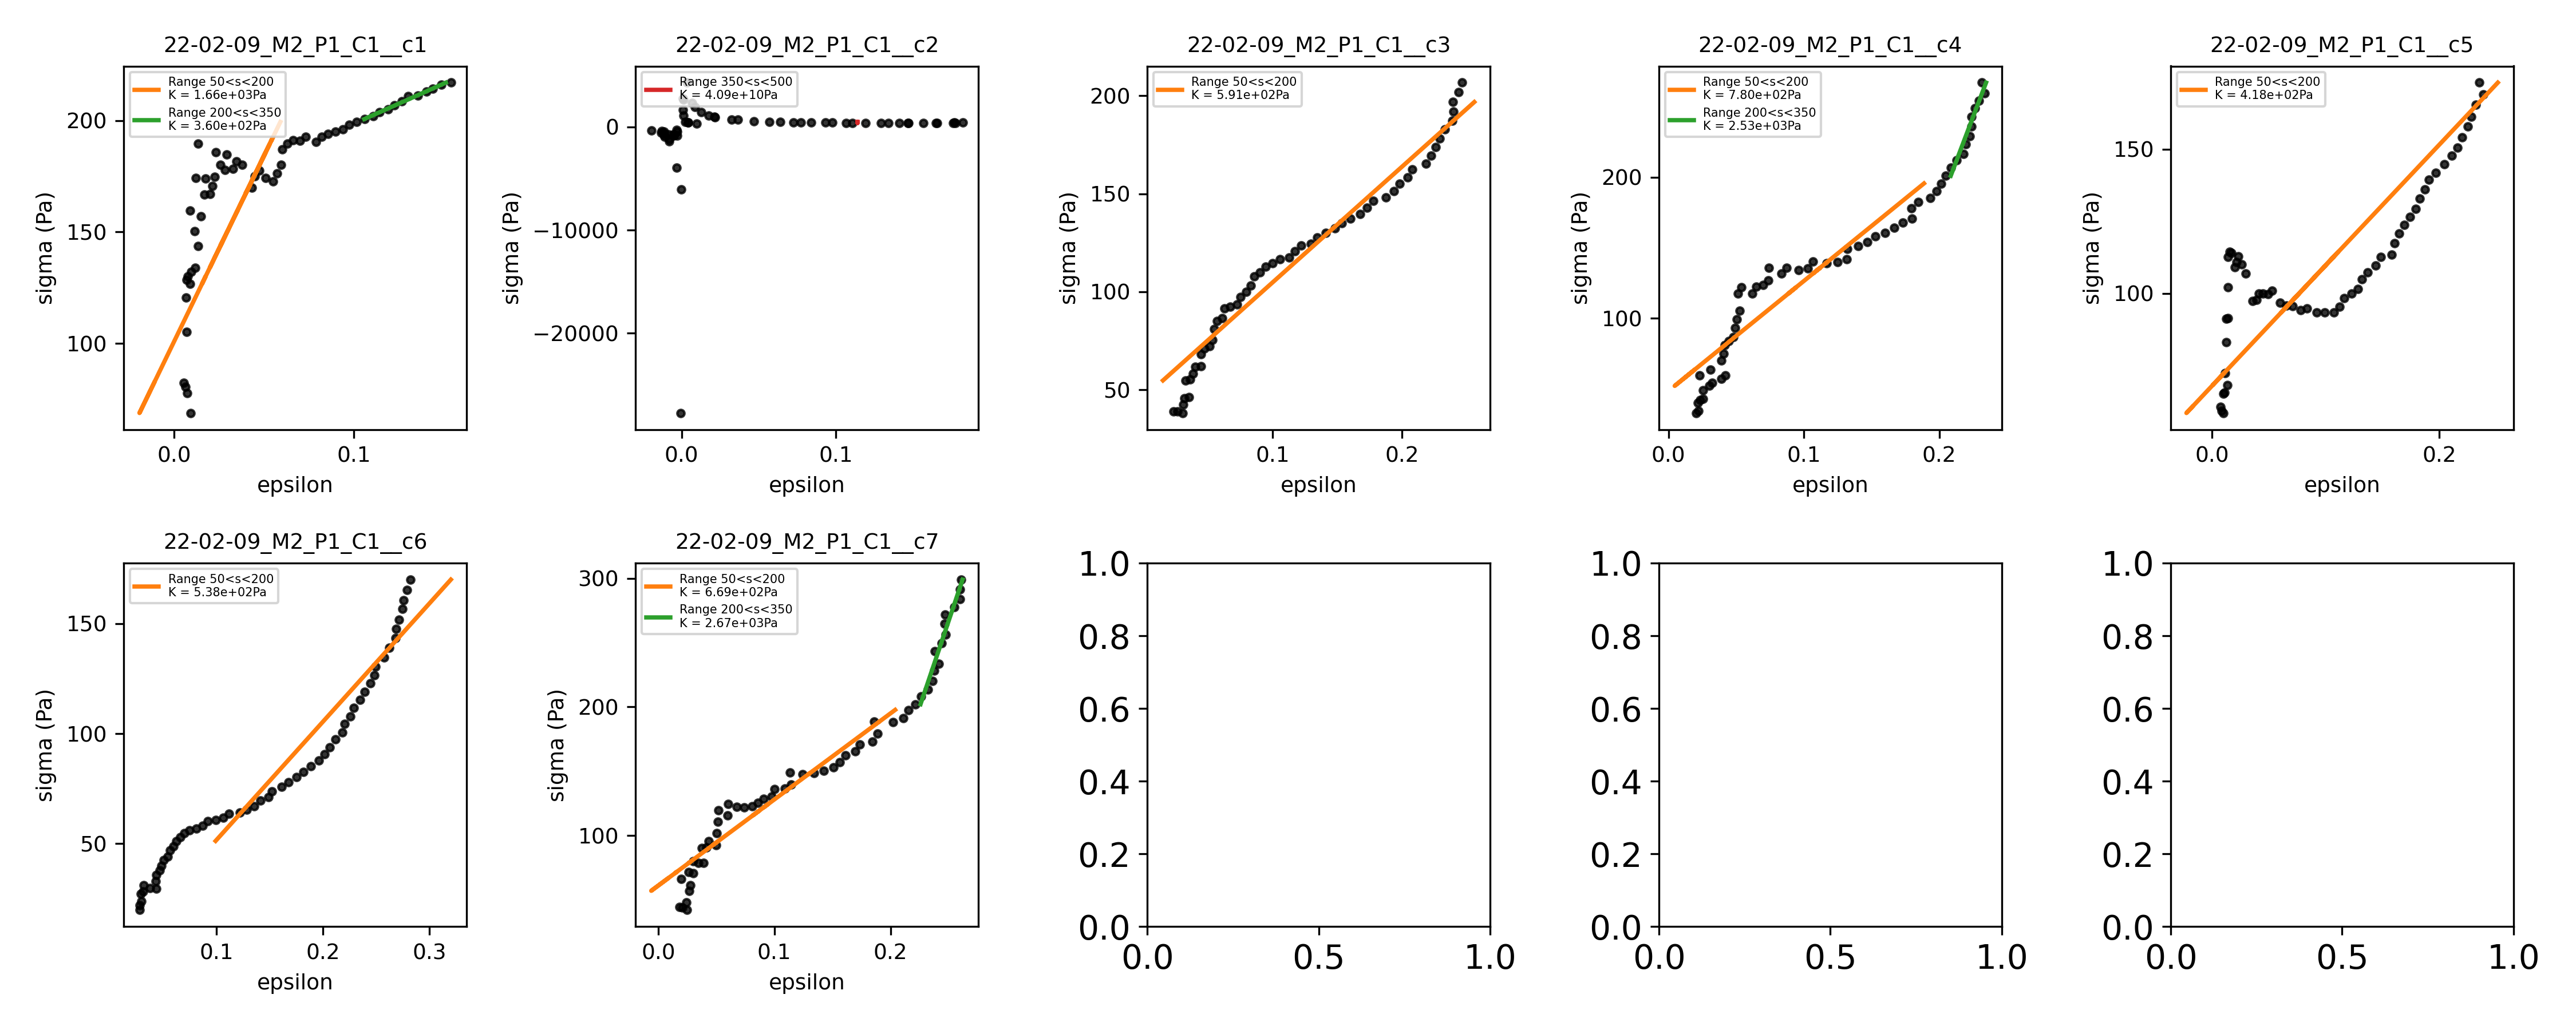 22-02-09_M2_P1_C1__c1
Range 50<s<200
K = 1.66e+03Pa
Range 200<s<350
K = 3.60e+02Pa
200
150
100
sigma (Pa)
0.0 0.1
epsilon
22-02-09_M2_P1_C1__c2
Range 350<s<500
K = 4.09e+10Pa
0
−10000
−20000
sigma (Pa)
0.0 0.1
epsilon
22-02-09_M2_P1_C1__c3
Range 50<s<200
K = 5.91e+02Pa
200
150
100
50
sigma (Pa)
0.1 0.2
epsilon
22-02-09_M2_P1_C1__c4
Range 50<s<200
K = 7.80e+02Pa
Range 200<s<350
K = 2.53e+03Pa
200
100
sigma (Pa)
0.0 0.1 0.2
epsilon
22-02-09_M2_P1_C1__c5
Range 50<s<200
K = 4.18e+02Pa
150
100
sigma (Pa)
0.0 0.2
epsilon
22-02-09_M2_P1_C1__c6
Range 50<s<200
K = 5.38e+02Pa
150
100
50
sigma (Pa)
0.1 0.2 0.3
epsilon
22-02-09_M2_P1_C1__c7
Range 50<s<200
K = 6.69e+02Pa
Range 200<s<350
K = 2.67e+03Pa
300
200
100
sigma (Pa)
0.0 0.1 0.2
epsilon
1.0
0.8
0.6
0.4
0.2
0.0
0.0 0.5 1.0
1.0
0.8
0.6
0.4
0.2
0.0
0.0 0.5 1.0
1.0
0.8
0.6
0.4
0.2
0.0
0.0 0.5 1.0